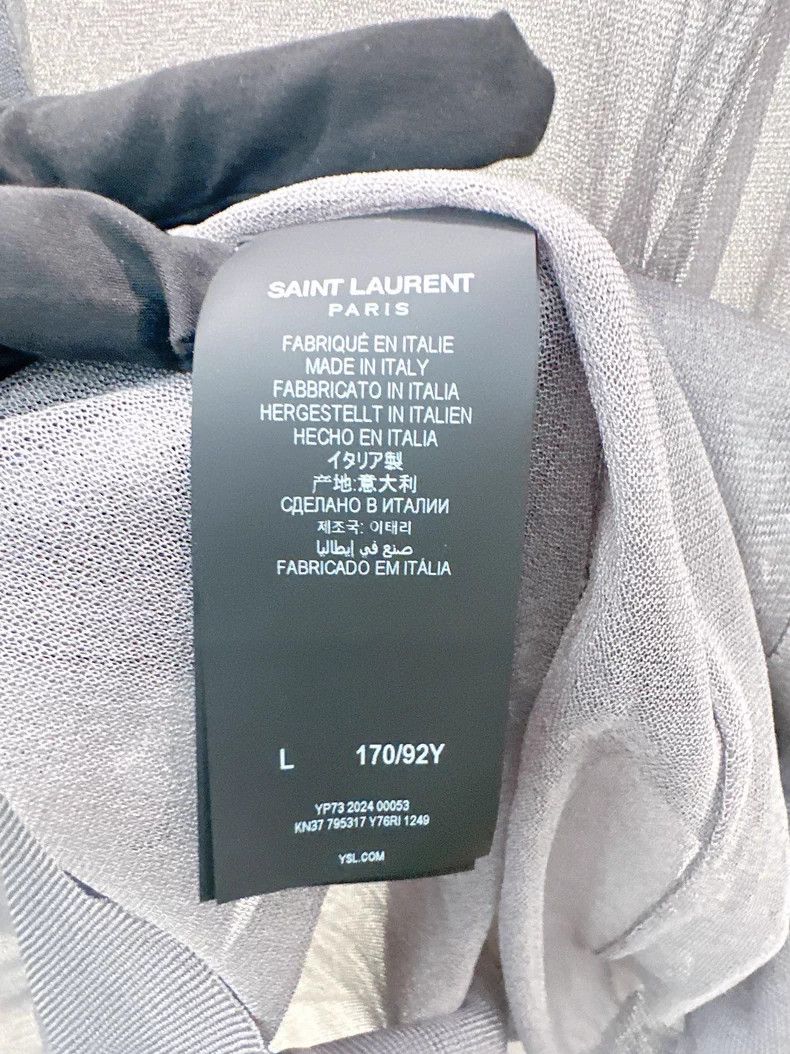 SAINT LAURENT
PARIS
FABRIQUÉ EN ITALIE
MADE IN ITALY
FABBRICATO IN ITALIA
HERGESTELLT IN ITALIEN
HECHO EN ITALIA
イタリア製
产地:意大利
СДЕЛАНО В ИТАЛИИ
제조국: 이태리
صنع في إيطاليا
FABRICADO EM ITÁLIA
L 170/92Y
YP73 2024 00053
KN37 795317 Y76RI 1249
YSL.COM